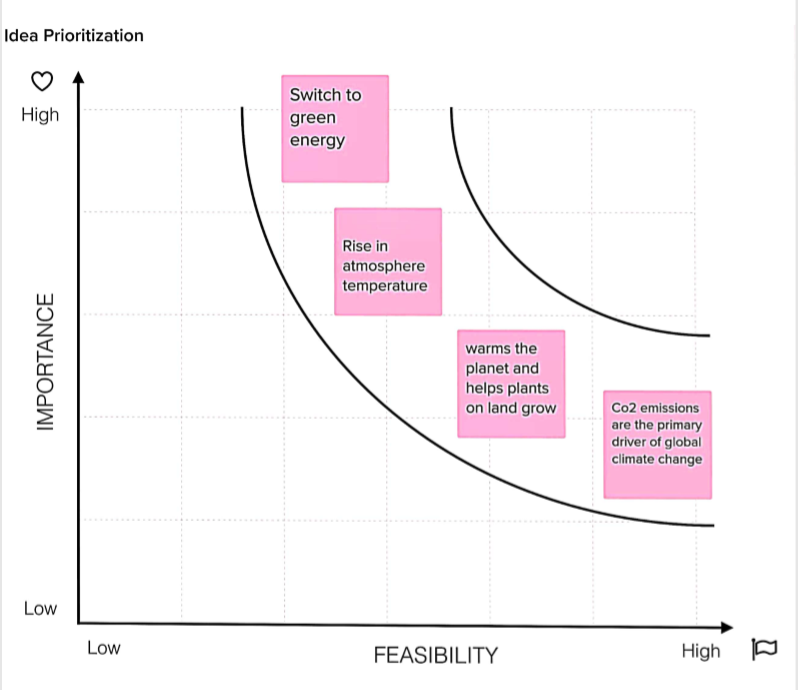 Idea Prioritization
High
Switch to
green
energy
Rise in
atmosphere
temperature
IMPORTANCE
warms the
planet and
helps plants
on land grow
Co2 emissions
are the primary
driver of global
climate change
Low
Low
FEASIBILITY
High